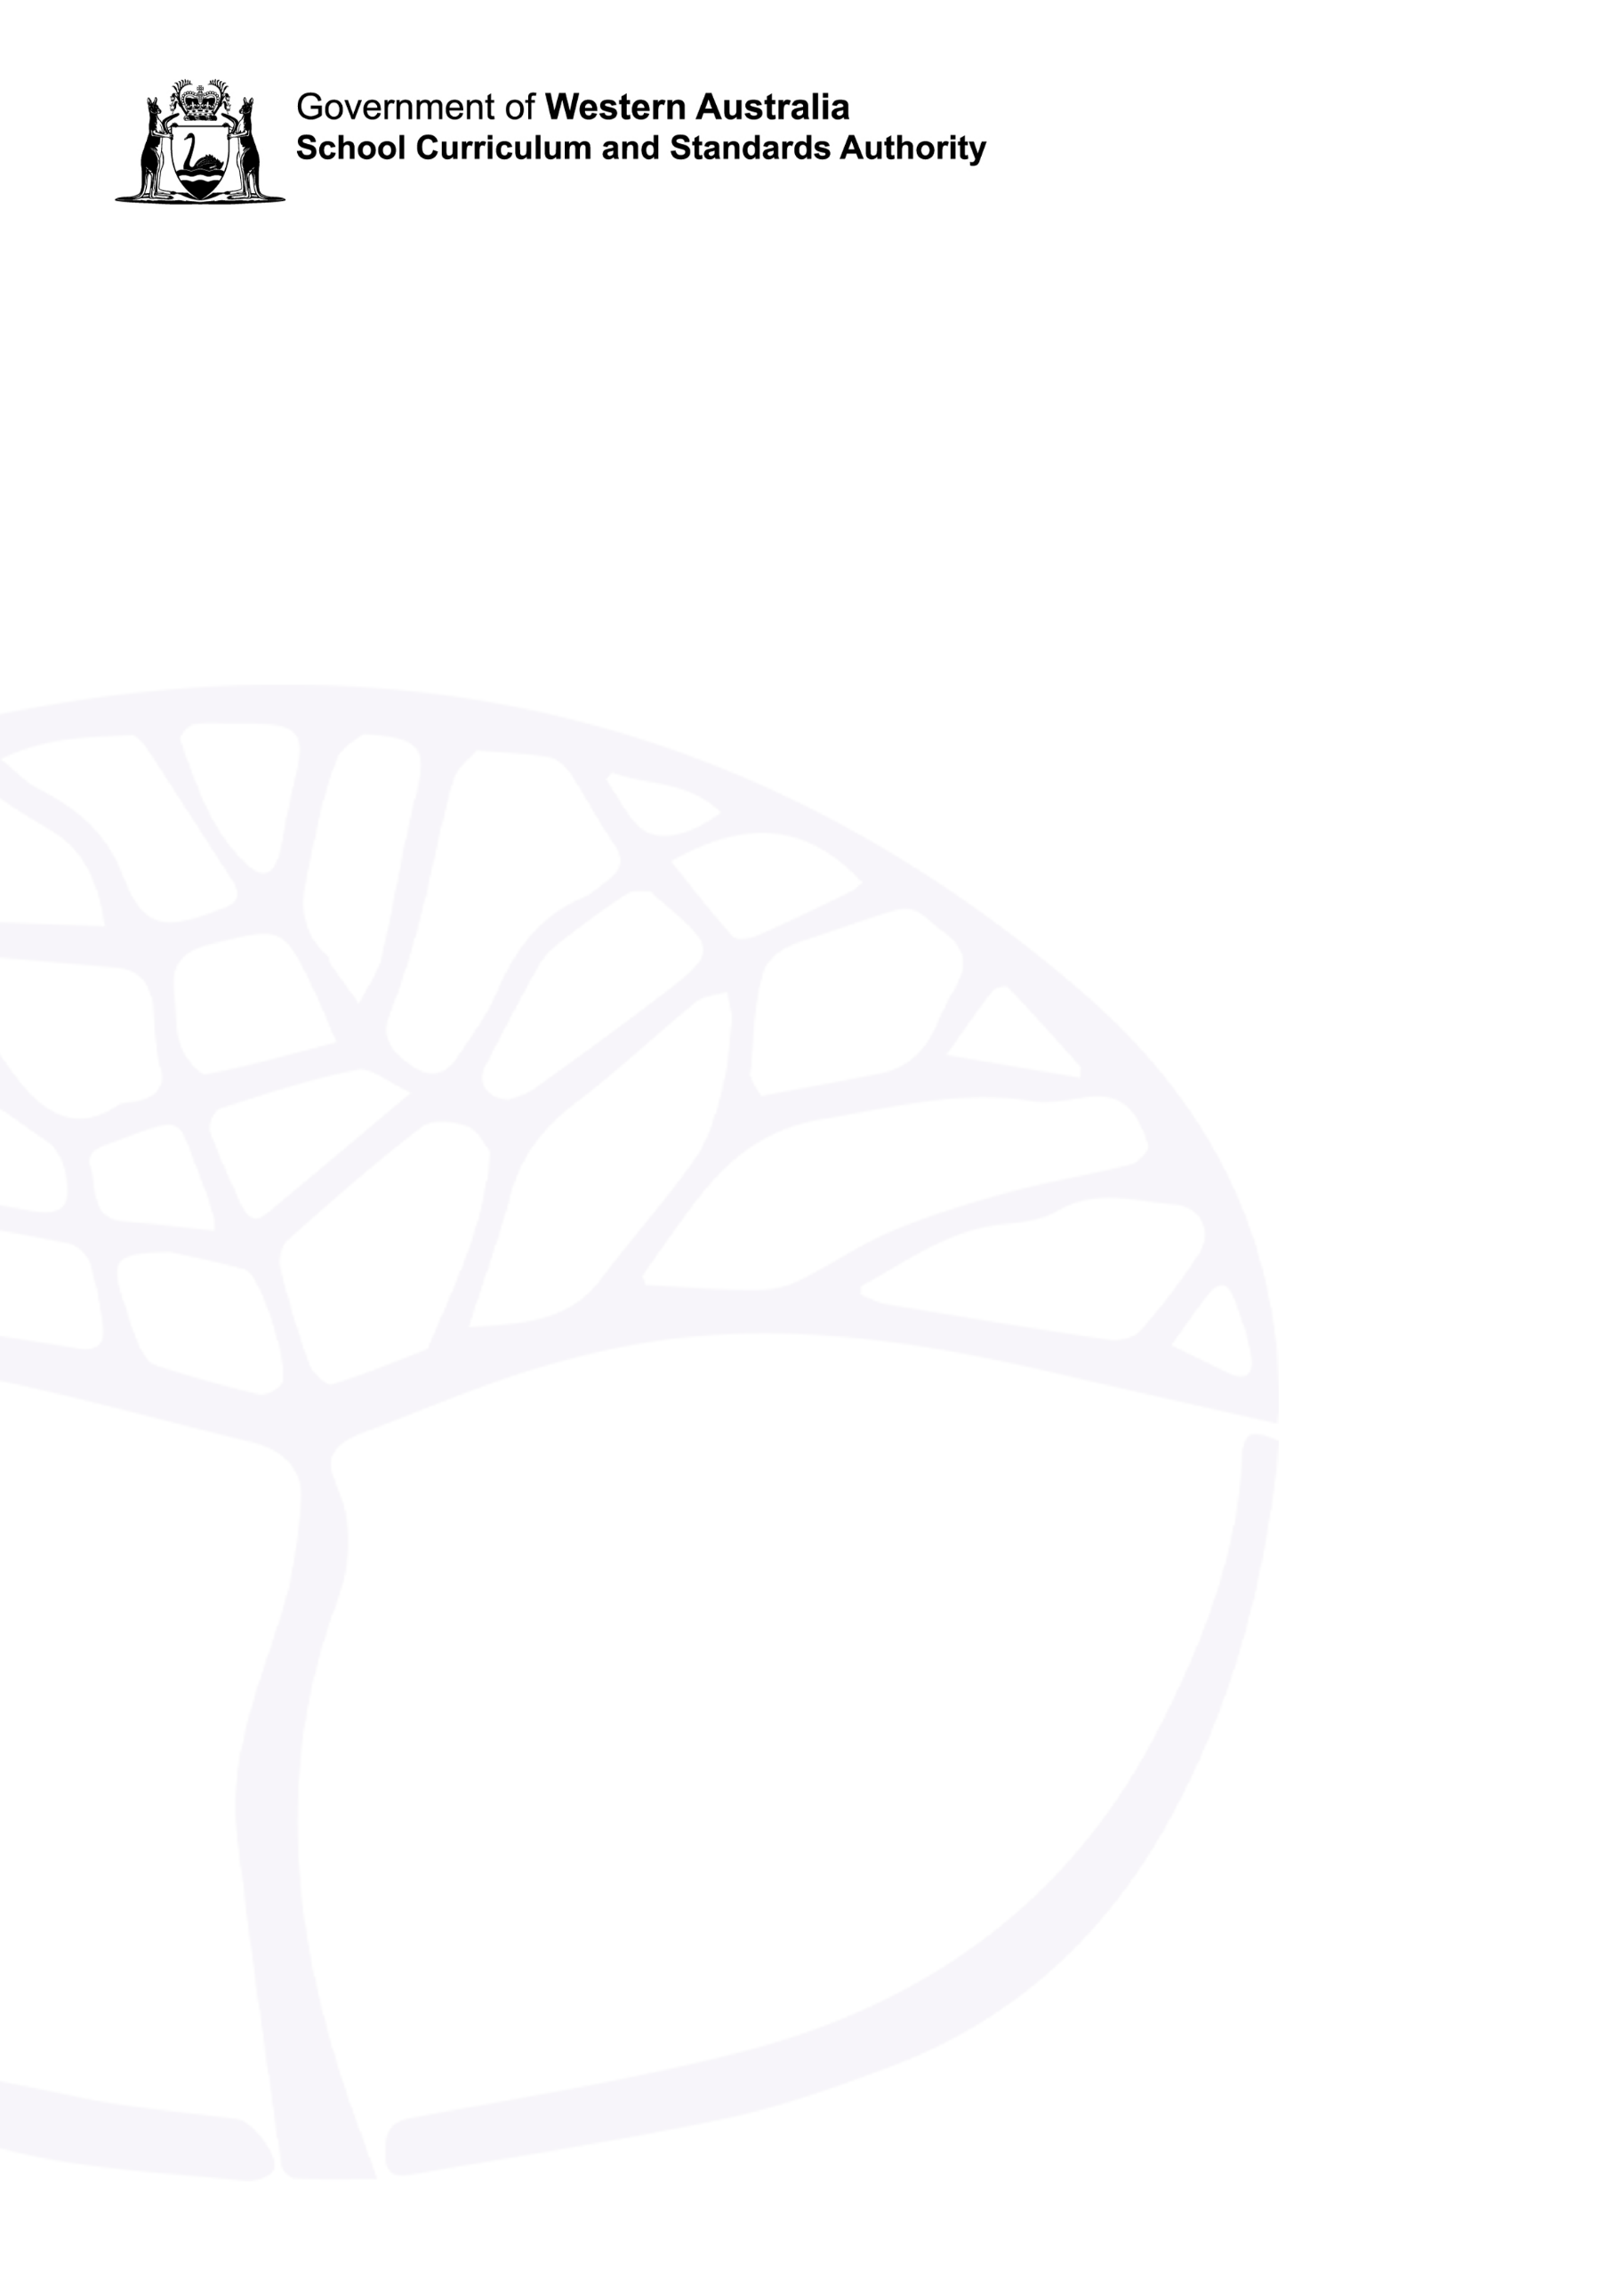 Government of Western Australia
School Curriculum and Standards Authority